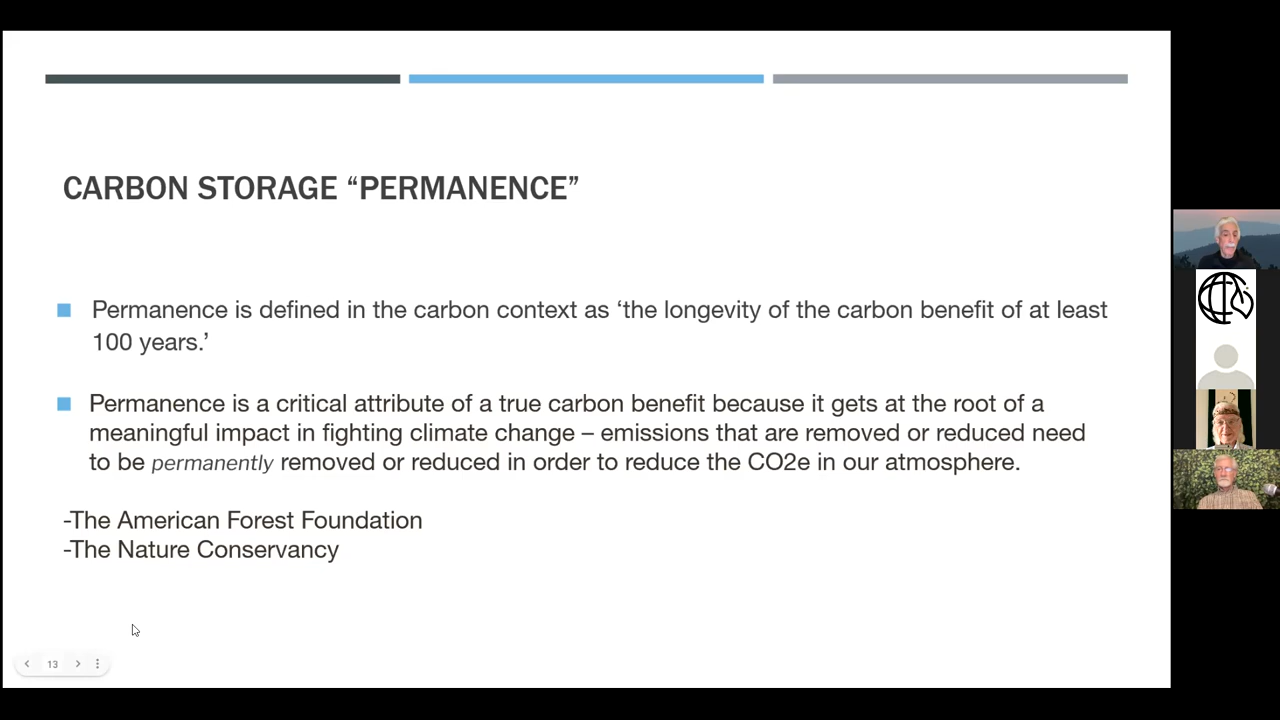 CARBON STORAGE “PERMANENCE”
Permanence is defined in the carbon context as ‘the longevity of the carbon benefit of at least
100 years.’
Permanence is a critical attribute of a true carbon benefit because it gets at the root of a
meaningful impact in fighting climate change – emissions that are removed or reduced need
to be permanently removed or reduced in order to reduce the CO2e in our atmosphere.
-The American Forest Foundation
-The Nature Conservancy
13